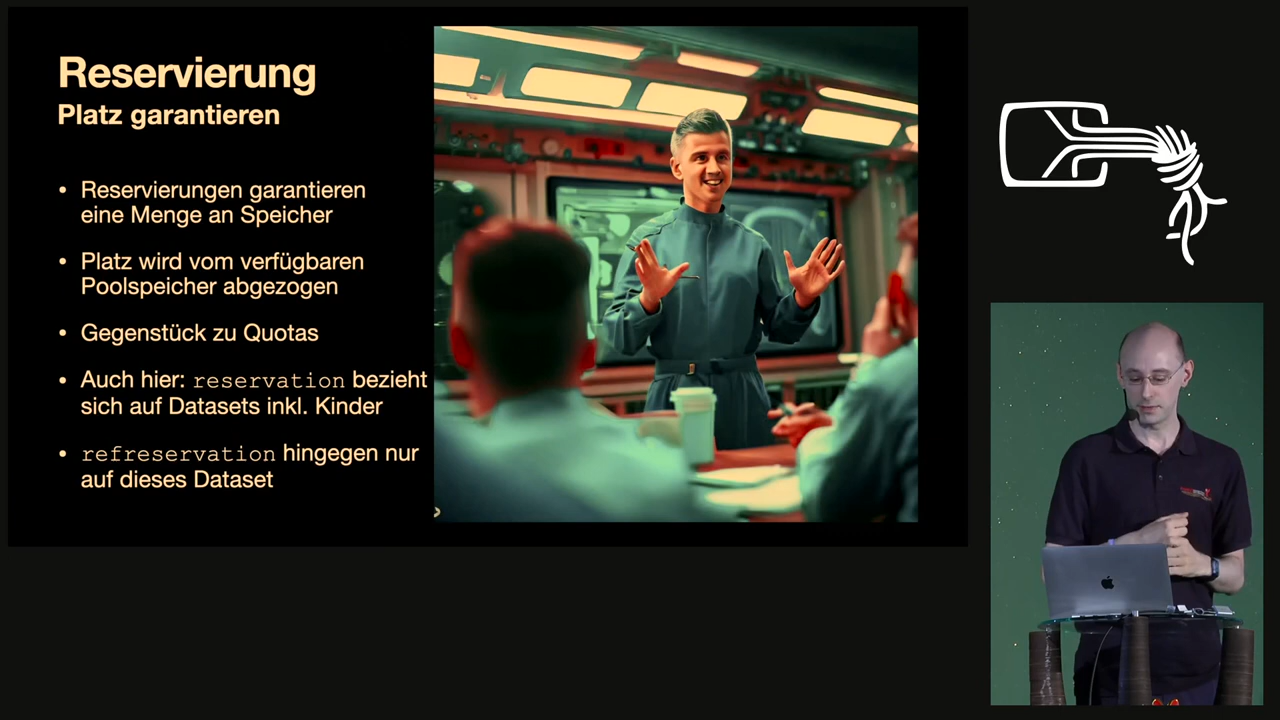 Reservierung
Platz garantieren
• Reservierungen garantieren
eine Menge an Speicher
• Platz wird vom verfügbaren
Poolspeicher abgezogen
• Gegenstück zu Quotas
• Auch hier: reservation bezieht
sich auf Datasets inkl. Kinder
• refreservation hingegen nur
auf dieses Dataset